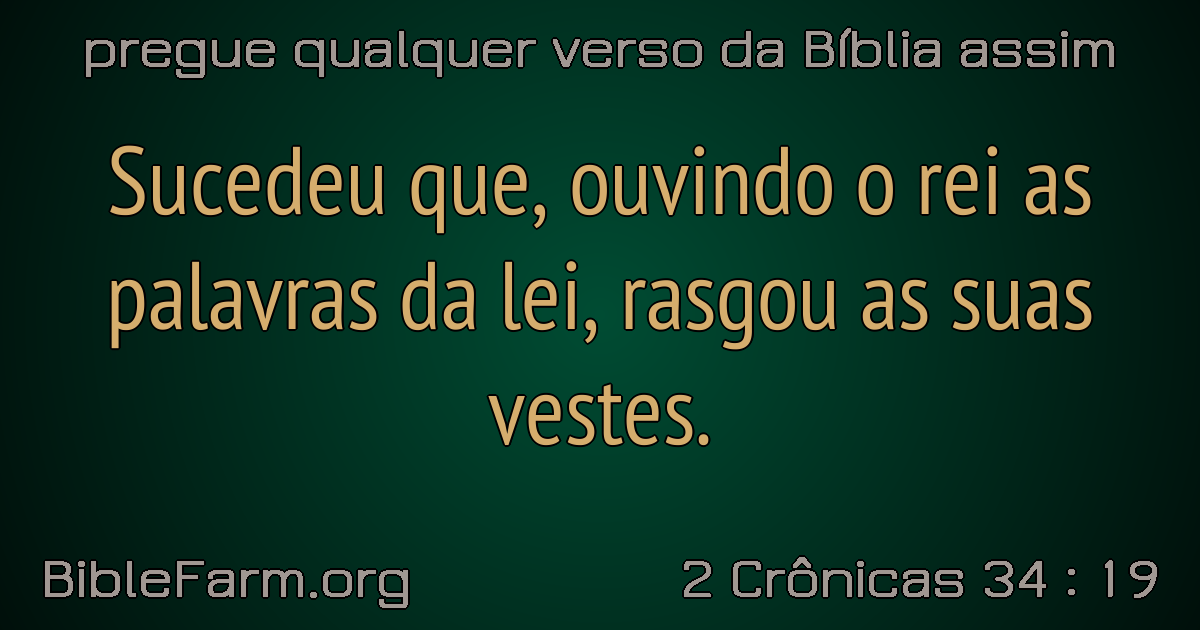 pregue qualquer verso da Bíblia assim
Sucedeu que, ouvindo o rei as
palavras da lei, rasgou as suas
vestes.
BibleFarm.org
2 Crônicas 34 : 19